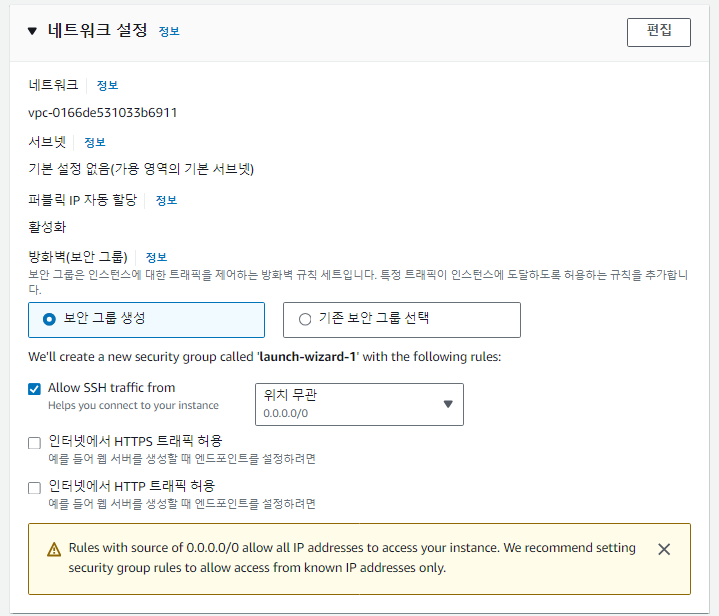 ▼ 네트워크 설정 정보 편집
네트워크 정보
vpc-0166de531033b6911
서브넷 정보
기본 설정 없음(가용 영역의 기본 서브넷)
퍼블릭 IP 자동 할당 정보
활성화
방화벽(보안 그룹) 정보
보안 그룹은 인스턴스에 대한 트래픽을 제어하는 방화벽 규칙 세트입니다. 특정 트래픽이 인스턴스에 도달하도록 허용하는 규칙을 추가합니
다.
보안 그룹 생성 기존 보안 그룹 선택
We'll create a new security group called 'launch-wizard-1' with the following rules:
Allow SSH traffic from
Helps you connect to your instance
위치 무관
0.0.0.0/0
인터넷에서 HTTPS 트래픽 허용
예를 들어 웹 서버를 생성할 때 엔드포인트를 설정하려면
인터넷에서 HTTP 트래픽 허용
예를 들어 웹 서버를 생성할 때 엔드포인트를 설정하려면
Rules with source of 0.0.0.0/0 allow all IP addresses to access your instance. We recommend setting
security group rules to allow access from known IP addresses only.